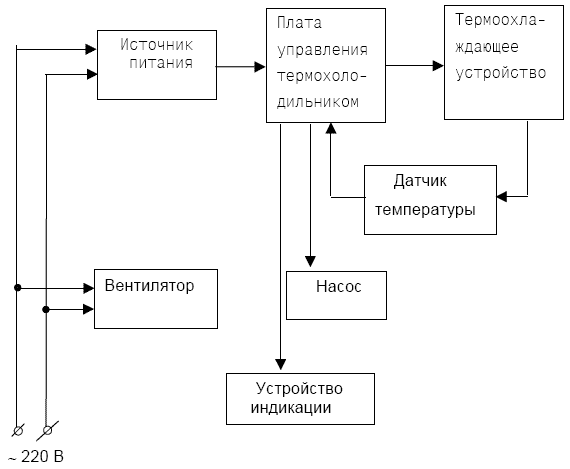 Источник
питания
Плата
управления
термохоло-
дильником
Термоохла-
ждающее
устройство
Датчик
температуры
Вентилятор
Насос
Устройство
индикации
~ 220 В